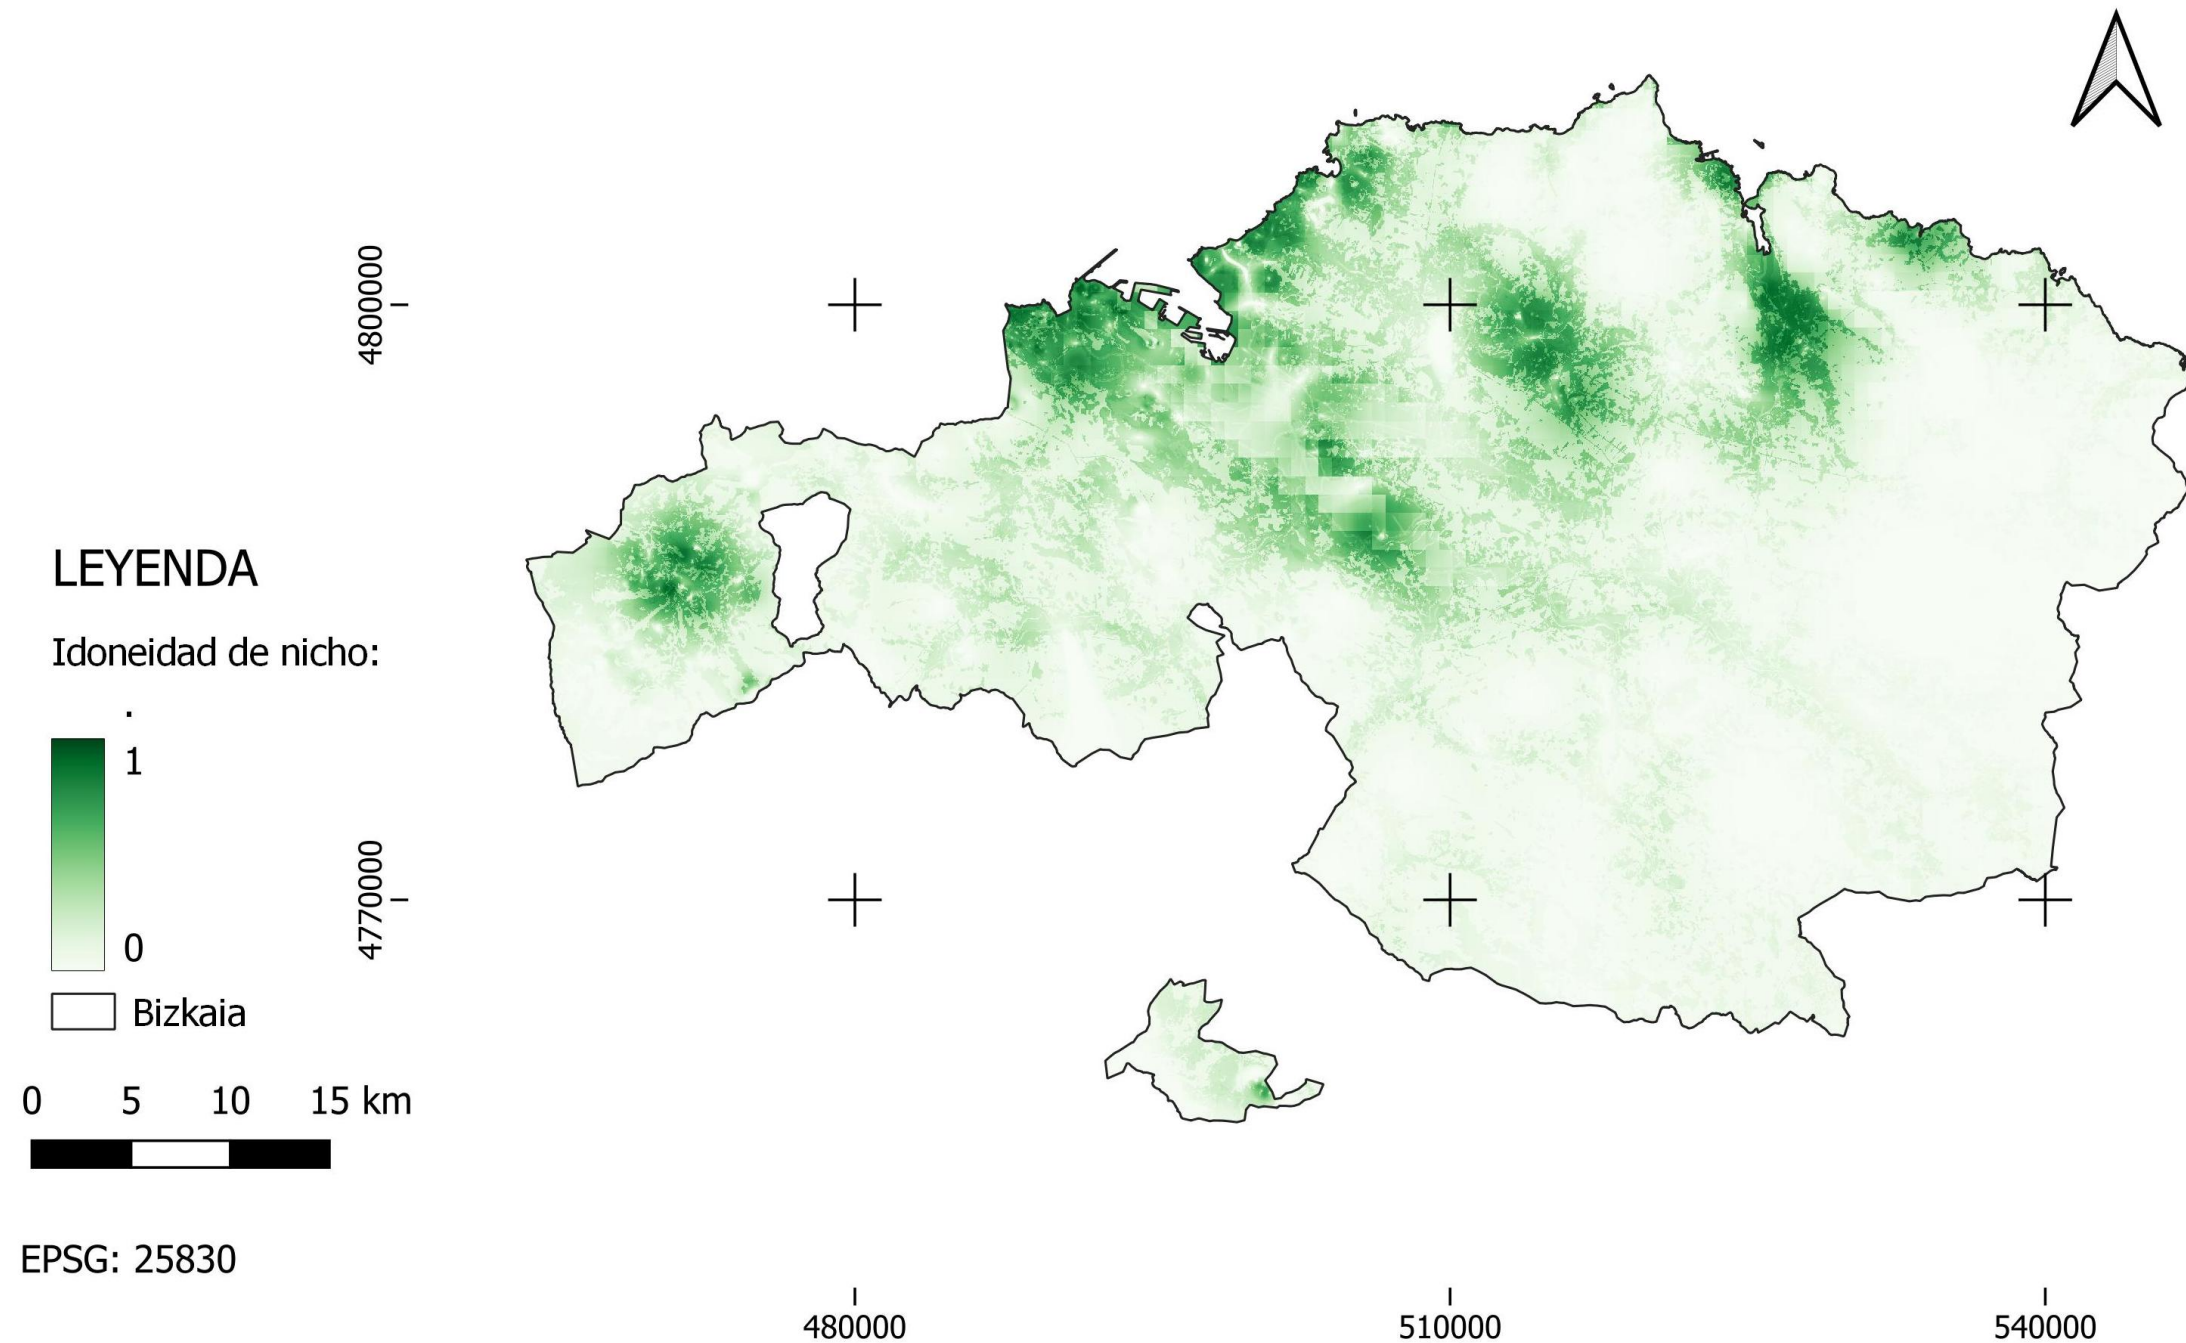 4800000
LEYENDA
Idoneidad de nicho:
.
1
0
Bizkaia
4770000
0 5 10 15 km
EPSG: 25830
480000 510000 540000